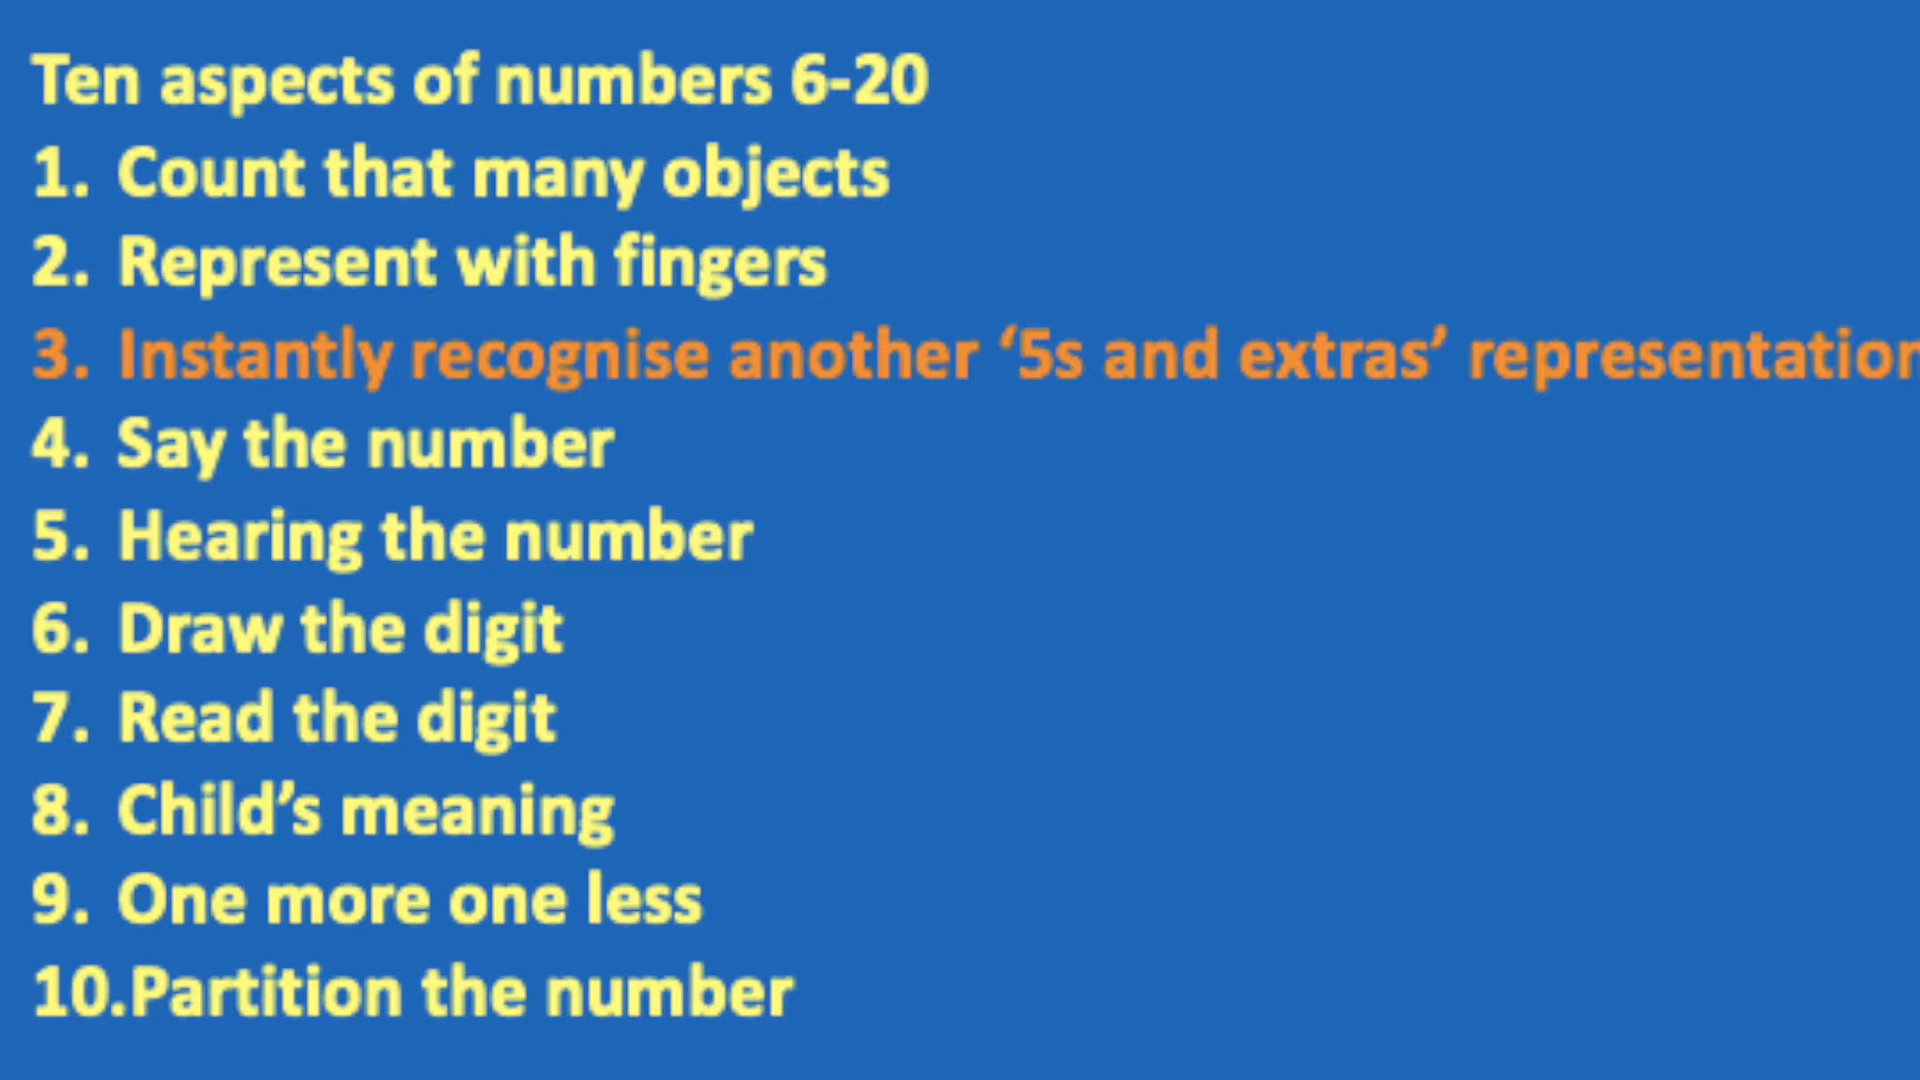 Ten aspects of numbers 6-20
1. Count that many objects
2. Represent with fingers
3. Instantly recognise another ‘5s and extras’ representation
4. Say the number
5. Hearing the number
6. Draw the digit
7. Read the digit
8. Child’s meaning
9. One more one less
10.Partition the number